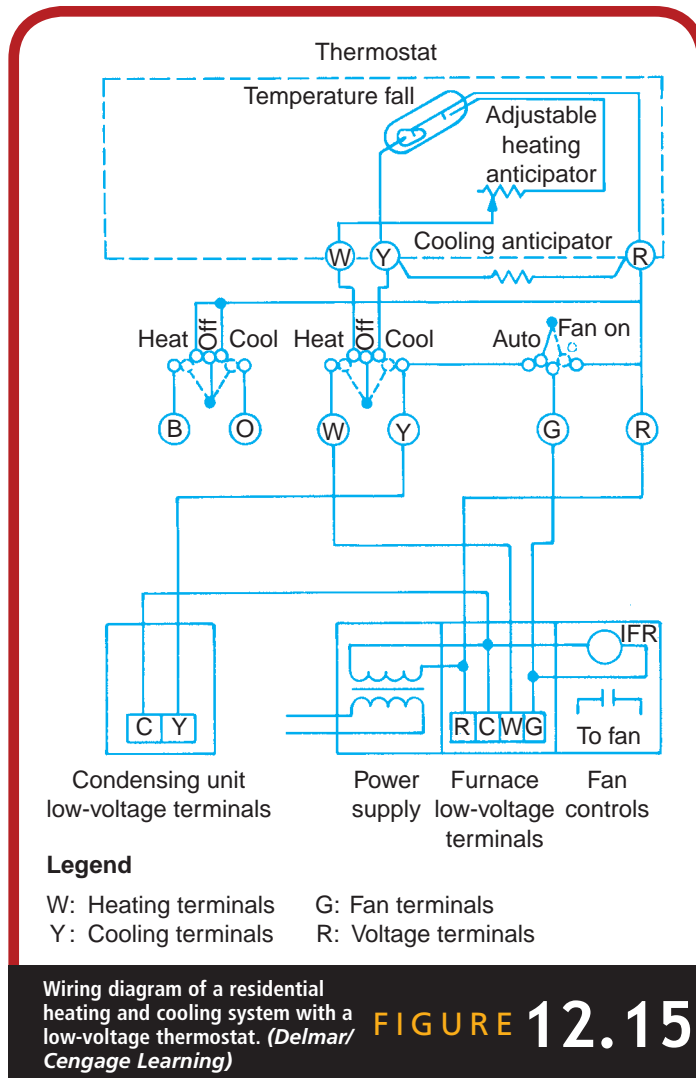 Thermostat
Temperature fall
Adjustable
heating
anticipator
Cooling anticipator
W Y R
Heat Off Cool Heat Off Cool Auto Fan on
B O W Y G R
IFR
C Y R C W G To fan
Condensing unit
low-voltage terminals
Power
supply
Furnace
low-voltage
terminals
Fan
controls
Legend
W: Heating terminals G: Fan terminals
Y: Cooling terminals R: Voltage terminals
Wiring diagram of a residential
heating and cooling system with a
low-voltage thermostat. (Delmar/
Cengage Learning)
FIGURE 12.15